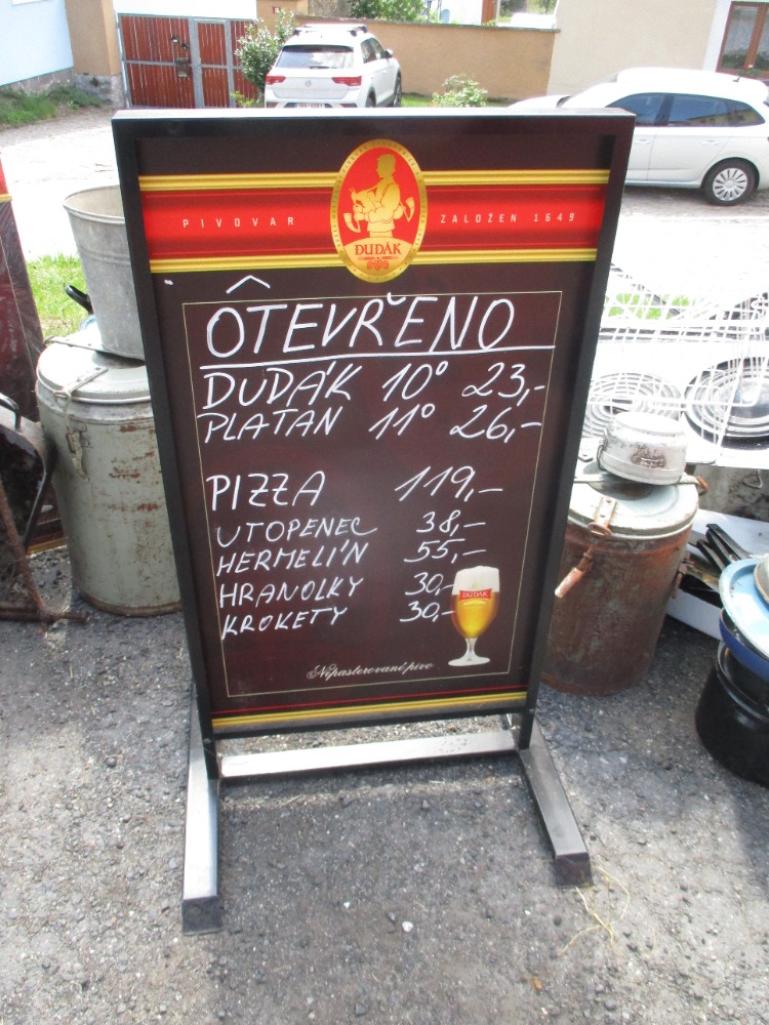 PIVOVAR DUDÁK ZALOŽEN 1649
ÔTEVŘENO
DUDÁK 10° 23,-
PLATAN 11° 26,-
PIZZA 119,-
UTOPENEC 38,-
HERMELÍN 55,-
HRANOLKY 30,-
KROKETY 30,-
DUDÁK
Nepasterované pivo